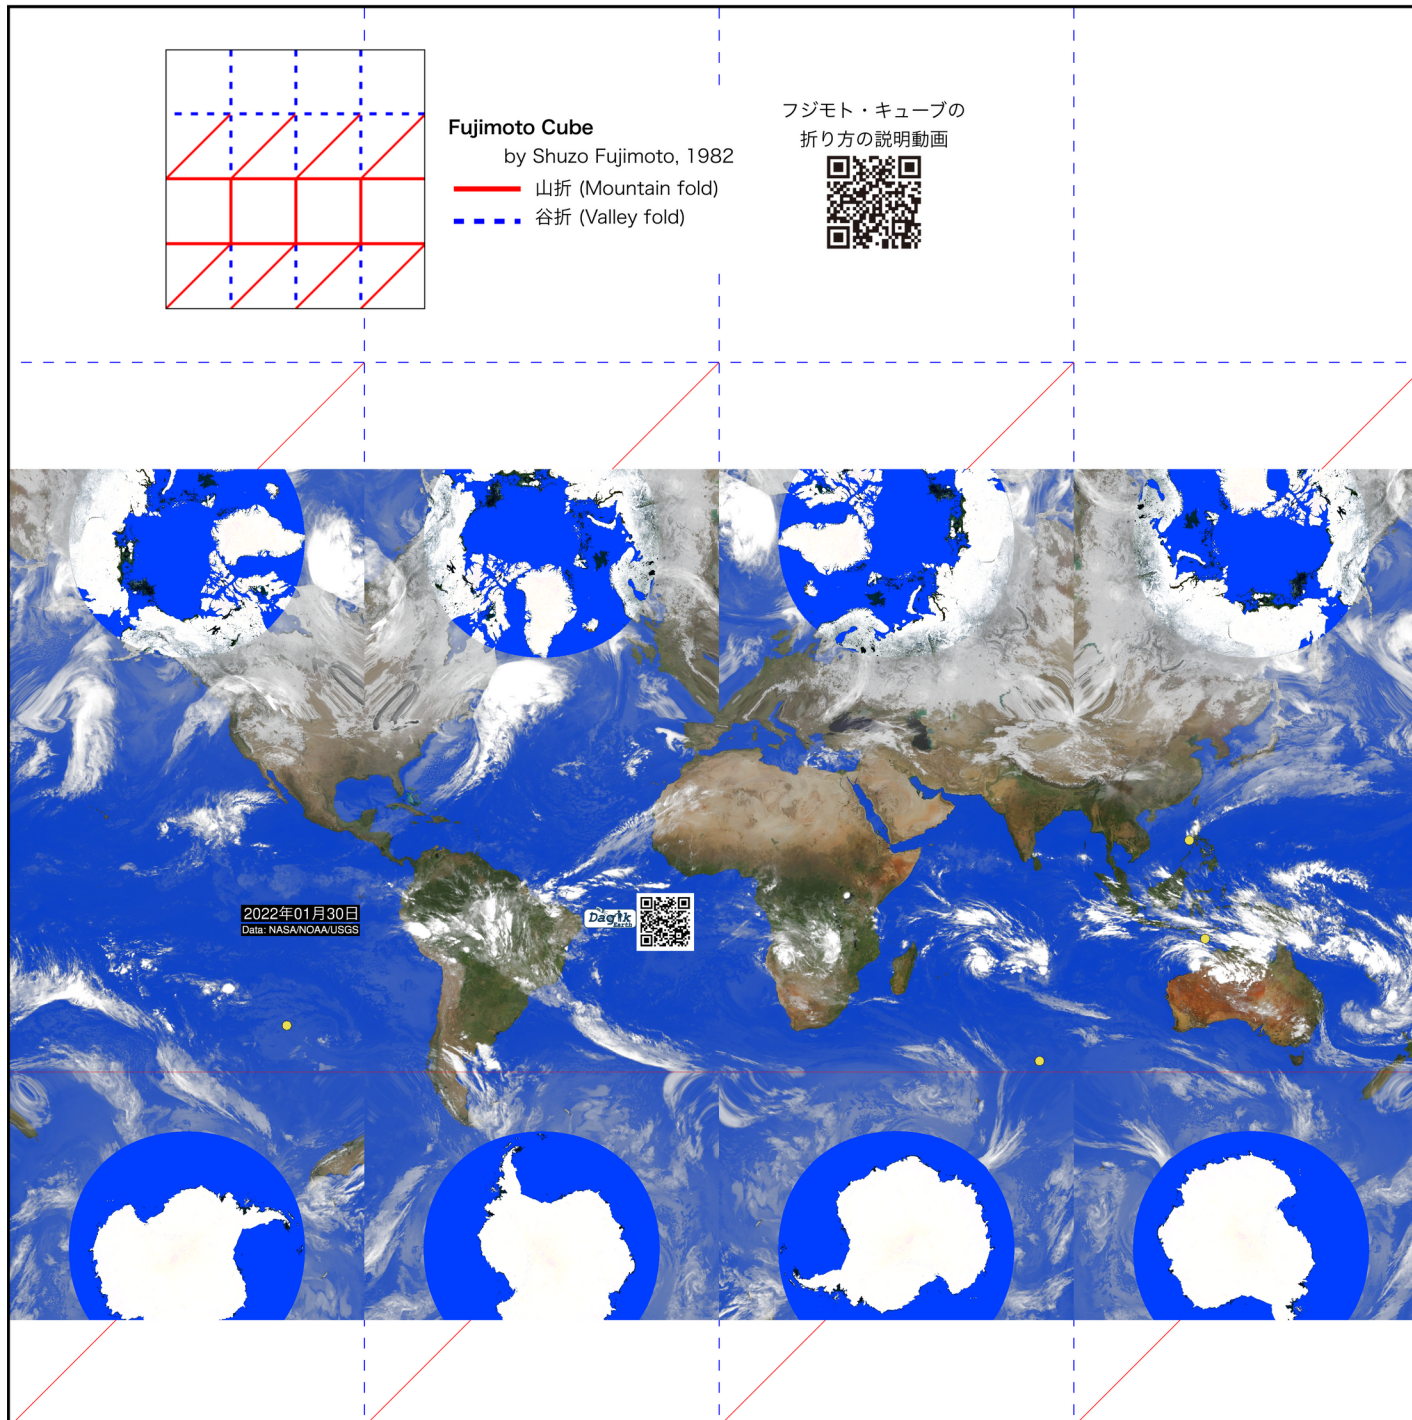 Fujimoto Cube
by Shuzo Fujimoto, 1982
山折 (Mountain fold)
谷折 (Valley fold)
フジモト・キューブの
折り方の説明動画
2022年01月30日
Data: NASA/NOAA/USGS
Dagik
Earth